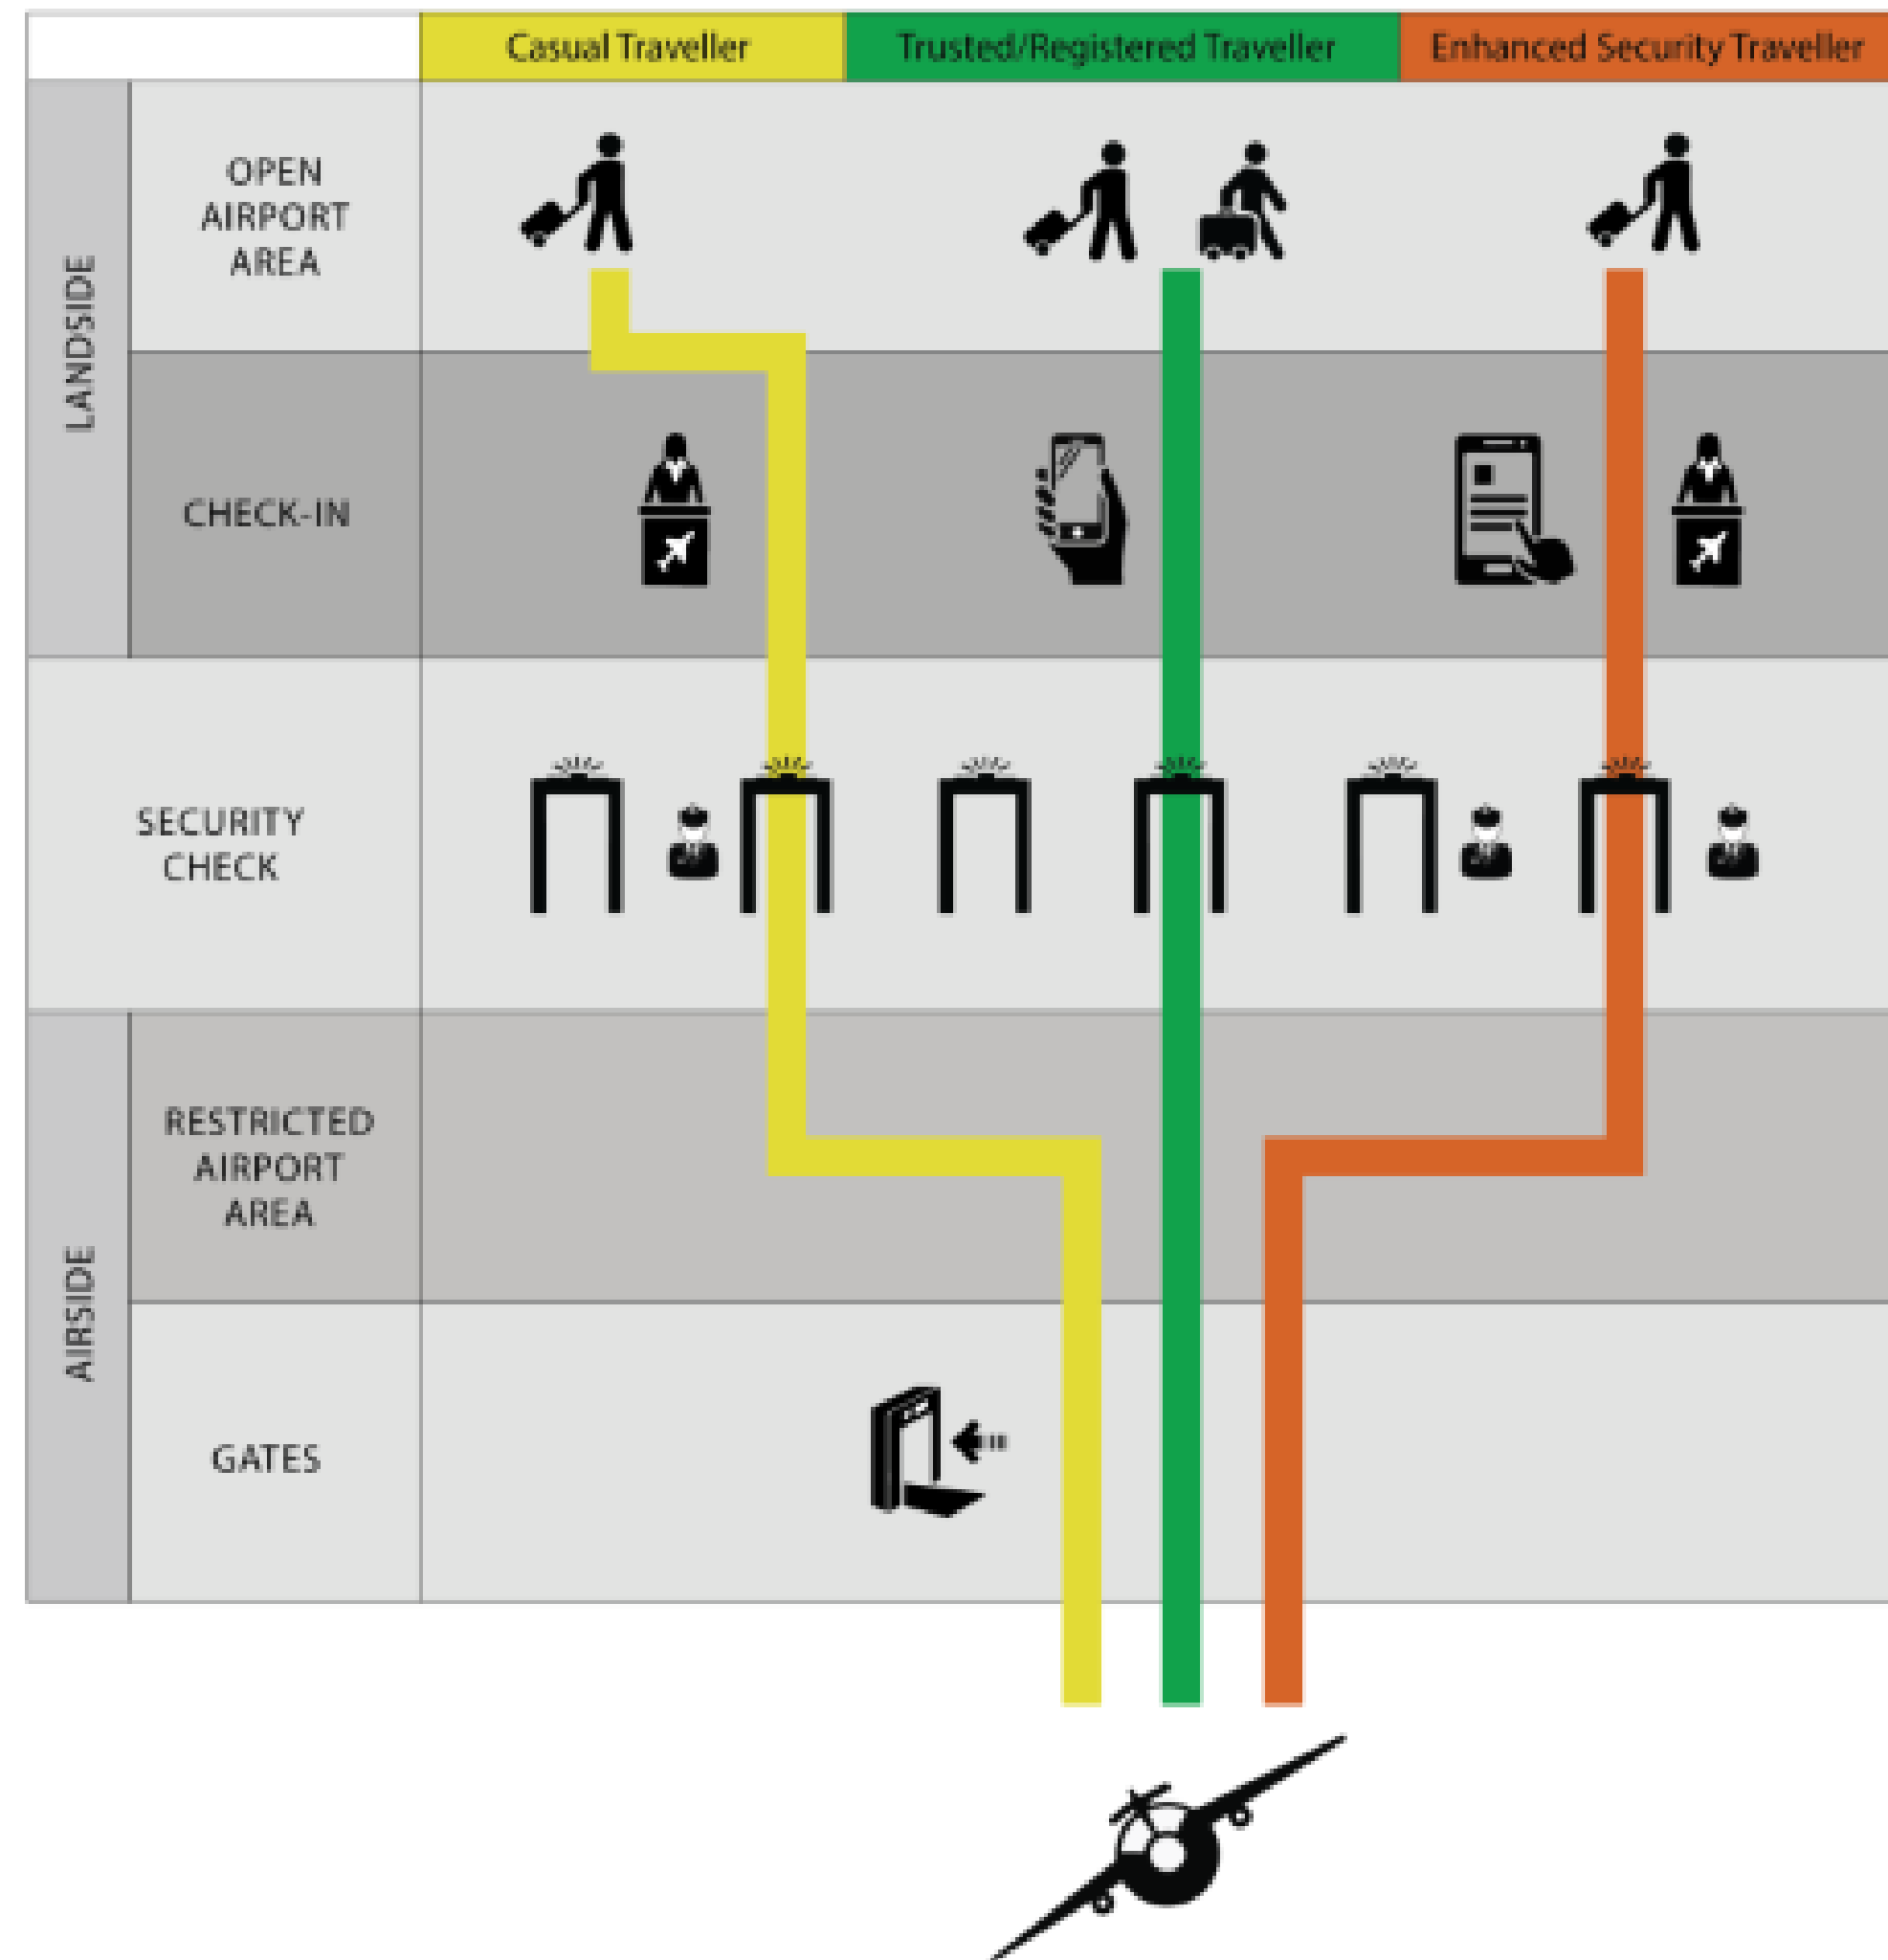 Casual Traveller
Trusted/Registered Traveller
Enhanced Security Traveller
LANDSIDE
OPEN
AIRPORT
AREA
CHECK-IN
SECURITY
CHECK
AIRSIDE
RESTRICTED
AIRPORT
AREA
GATES